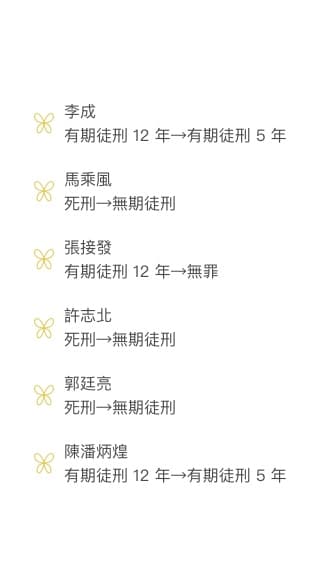 李成
有期徒刑 12 年→有期徒刑 5 年
馬乘風
死刑→無期徒刑
張接發
有期徒刑 12 年→無罪
許志北
死刑→無期徒刑
郭廷亮
死刑→無期徒刑
陳潘炳煌
有期徒刑 12 年→有期徒刑 5 年